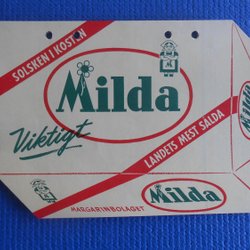 SOLSKEN I KOSTEN
Milda
Viktigt
LANDETS MEST SÅLDA
Milda
MARGARINBOLAGET